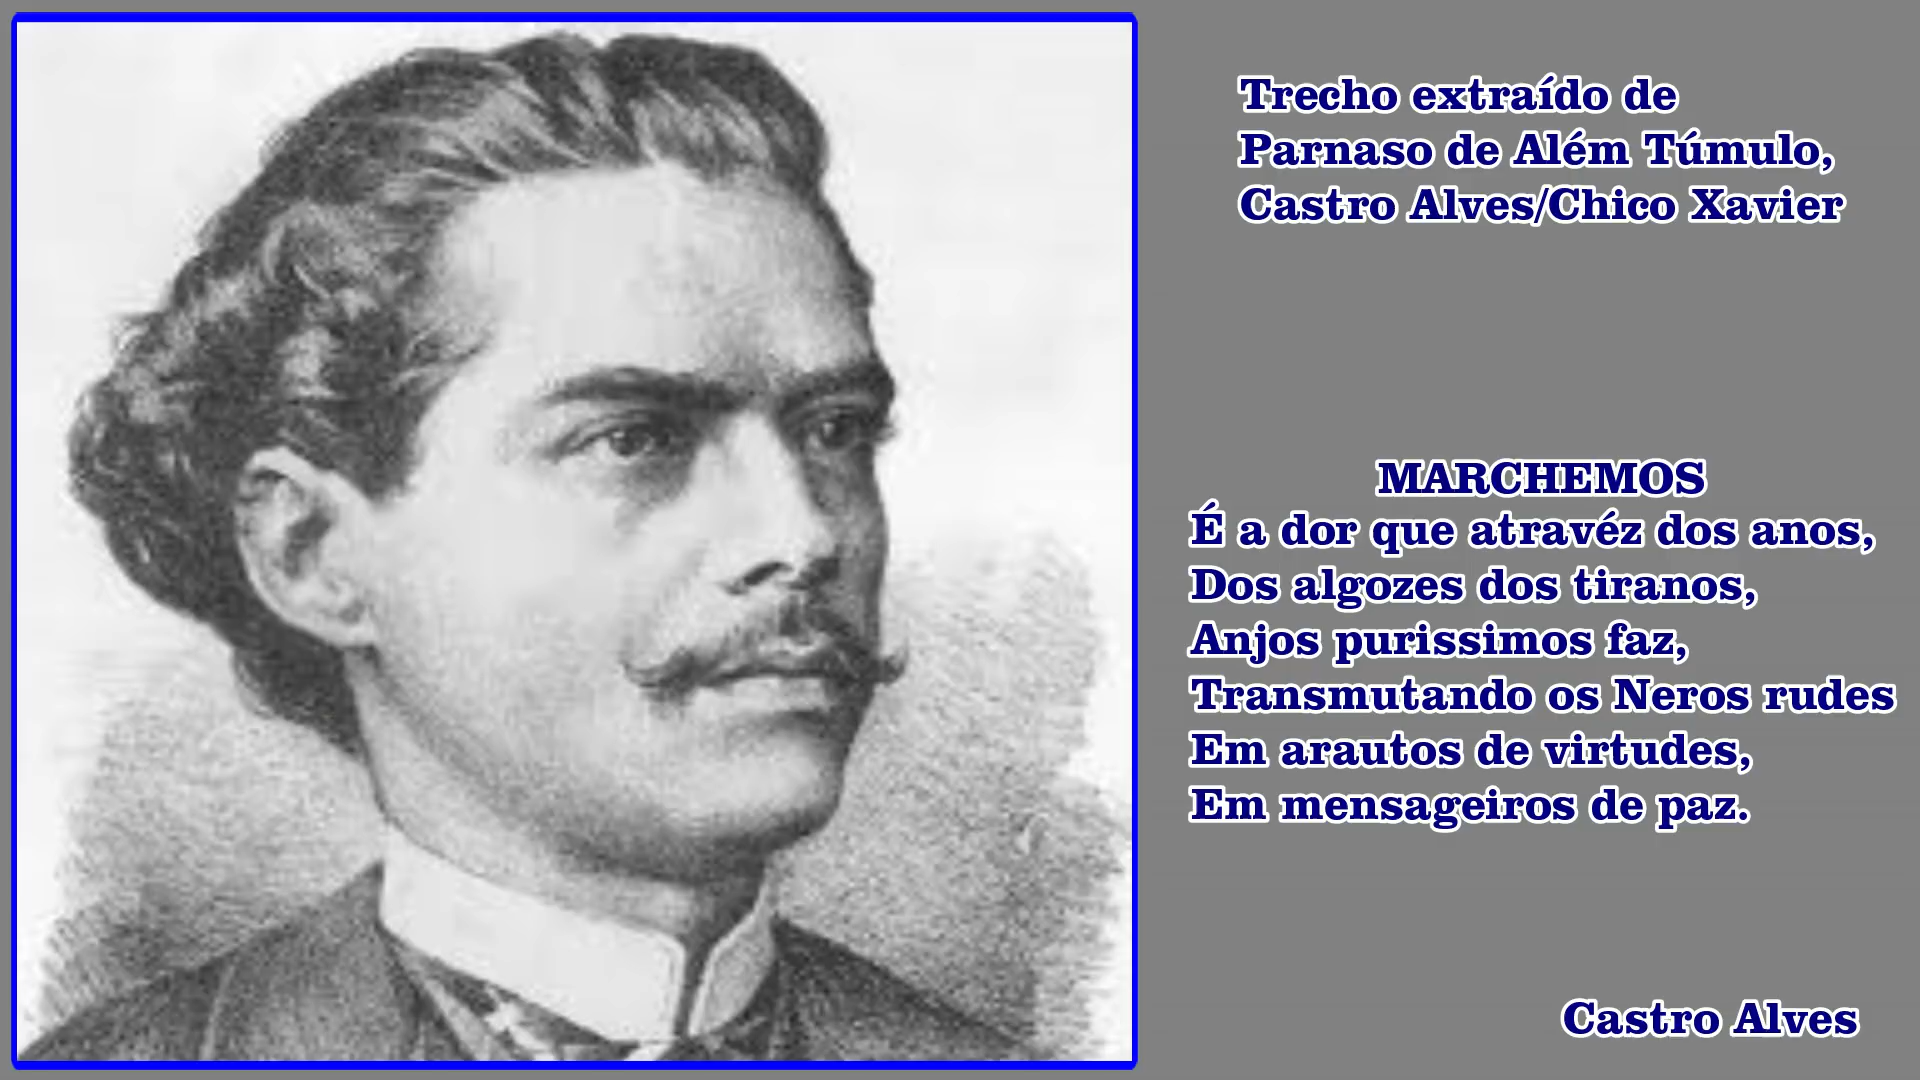 Trecho extraído de
Parnaso de Além Túmulo,
Castro Alves/Chico Xavier
MARCHEMOS
É a dor que atravéz dos anos,
Dos algozes dos tiranos,
Anjos purissimos faz,
Transmutando os Neros rudes
Em arautos de virtudes,
Em mensageiros de paz.
Castro Alves